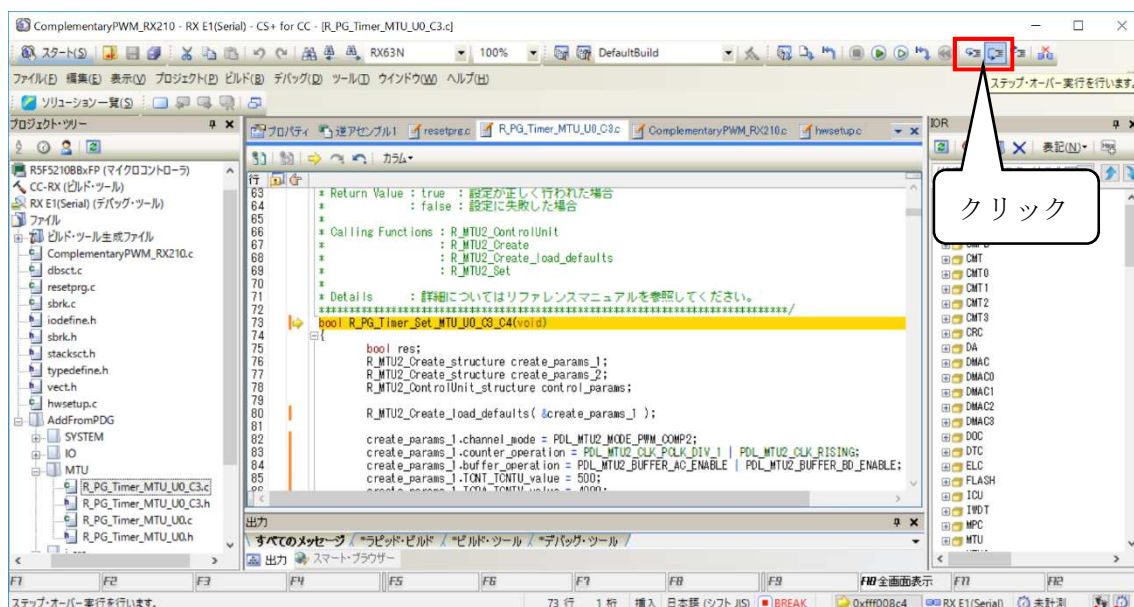 ComplementaryPWM_RX210 - RX E1(Serial) - CS+ for CC - [R_PG_Timer_MTU_U0_C3.c]
スタート(S) RX63N 100% DefaultBuild
ファイル(F) 編集(E) 表示(V) プロジェクト(P) ビルド(B) デバッグ(D) ツール(T) ウインドウ(W) ヘルプ(H)
ステップ・オーバー実行を行います。
ソリューション一覧(S)
プロジェクト・ツリー
R5F5210BBxFP (マイクロコントローラ)
CC-RX (ビルド・ツール)
RX E1(Serial) (デバッグ・ツール)
ファイル
ビルド・ツール生成ファイル
ComplementaryPWM_RX210.c
dbsct.c
resetprg.c
sbrk.c
iodefine.h
sbrk.h
stacksct.h
typedefine.h
vect.h
hwsetup.c
AddFromPDG
SYSTEM
IO
MTU
R_PG_Timer_MTU_U0_C3.c
R_PG_Timer_MTU_U0_C3.h
R_PG_Timer_MTU_U0.c
R_PG_Timer_MTU_U0.h
プロパティ 逆アセンブル1 resetprg.c R_PG_Timer_MTU_U0_C3.c ComplementaryPWM_RX210.c hwsetup.c
カラム
行
63 * Return Value : true : 設定が正しく行われた場合
64 * : false : 設定に失敗した場合
65 *
66 * Calling Functions : R_MTU2_ControlUnit
67 * : R_MTU2_Create
68 * : R_MTU2_Create_load_defaults
69 * : R_MTU2_Set
70 *
71 * Details : 詳細についてはリファレンスマニュアルを参照してください。
72
73 bool R_PG_Timer_Set_MTU_U0_C3_C4(void)
74 {
75 bool res;
76 R_MTU2_Create_structure create_params_1;
77 R_MTU2_Create_structure create_params_2;
78 R_MTU2_ControlUnit_structure control_params;
79
80 R_MTU2_Create_load_defaults( &create_params_1 );
81
82 create_params_1.channel_mode = PDL_MTU2_MODE_PWM_COMP2;
83 create_params_1.counter_operation = PDL_MTU2_CLK_PCLK_DIV_1 | PDL_MTU2_CLK_RISING;
84 create_params_1.buffer_operation = PDL_MTU2_BUFFER_AC_ENABLE | PDL_MTU2_BUFFER_BD_ENABLE;
85 create_params_1.TCNT_TCNTU_value = 500;
出力
すべてのメッセージ *ラピッド・ビルド *ビルド・ツール *デバッグ・ツール
出力 スマート・ブラウザー
IOR
表記(N)
クリック
CMT
CMT0
CMT1
CMT2
CMT3
CRC
DA
DMAC
DMAC0
DMAC1
DMAC2
DMAC3
DOC
DTC
ELC
FLASH
ICU
IWDT
MPC
MTU
F1 F2 F3 F4 F5 F6 F7 F8 F9 F10 全画面表示 F11 F12
ステップ・オーバー実行を行います。 73 行 1 桁 挿入 日本語 (シフト JIS) BREAK 0xfff008c4 RX E1(Serial) 未計測